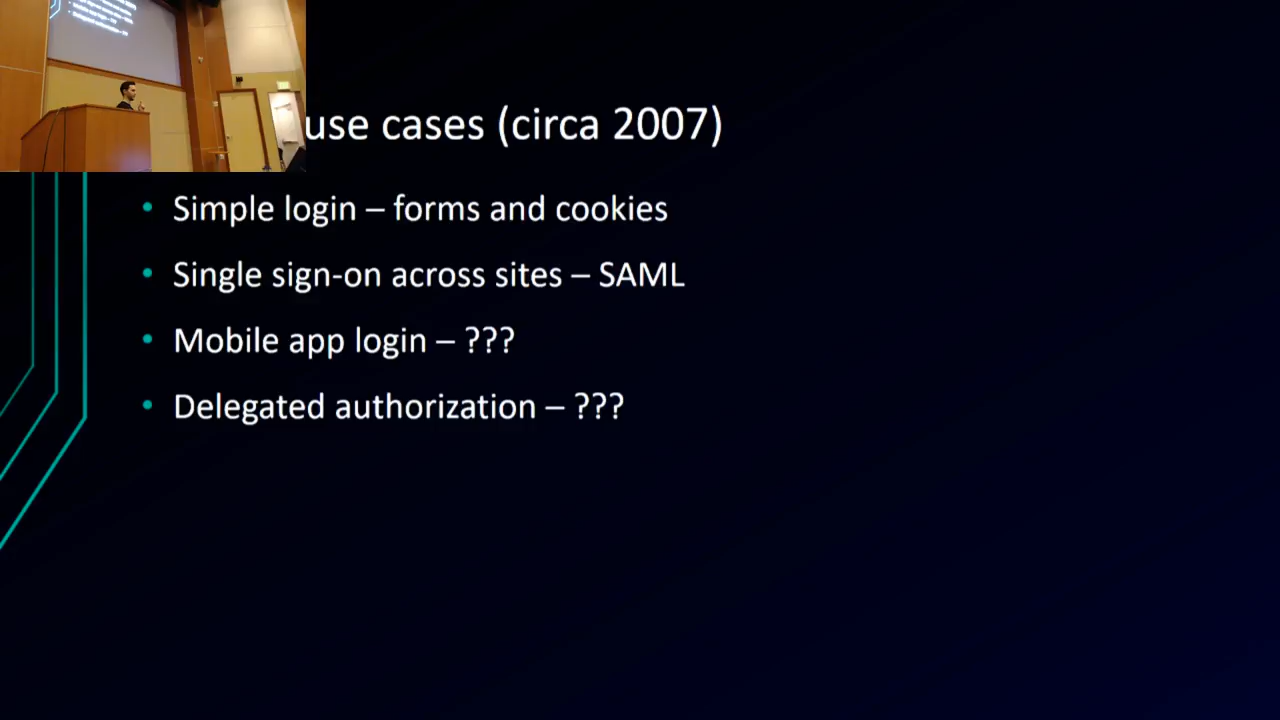 use cases (circa 2007)
• Simple login – forms and cookies
• Single sign-on across sites – SAML
• Mobile app login – ???
• Delegated authorization – ???